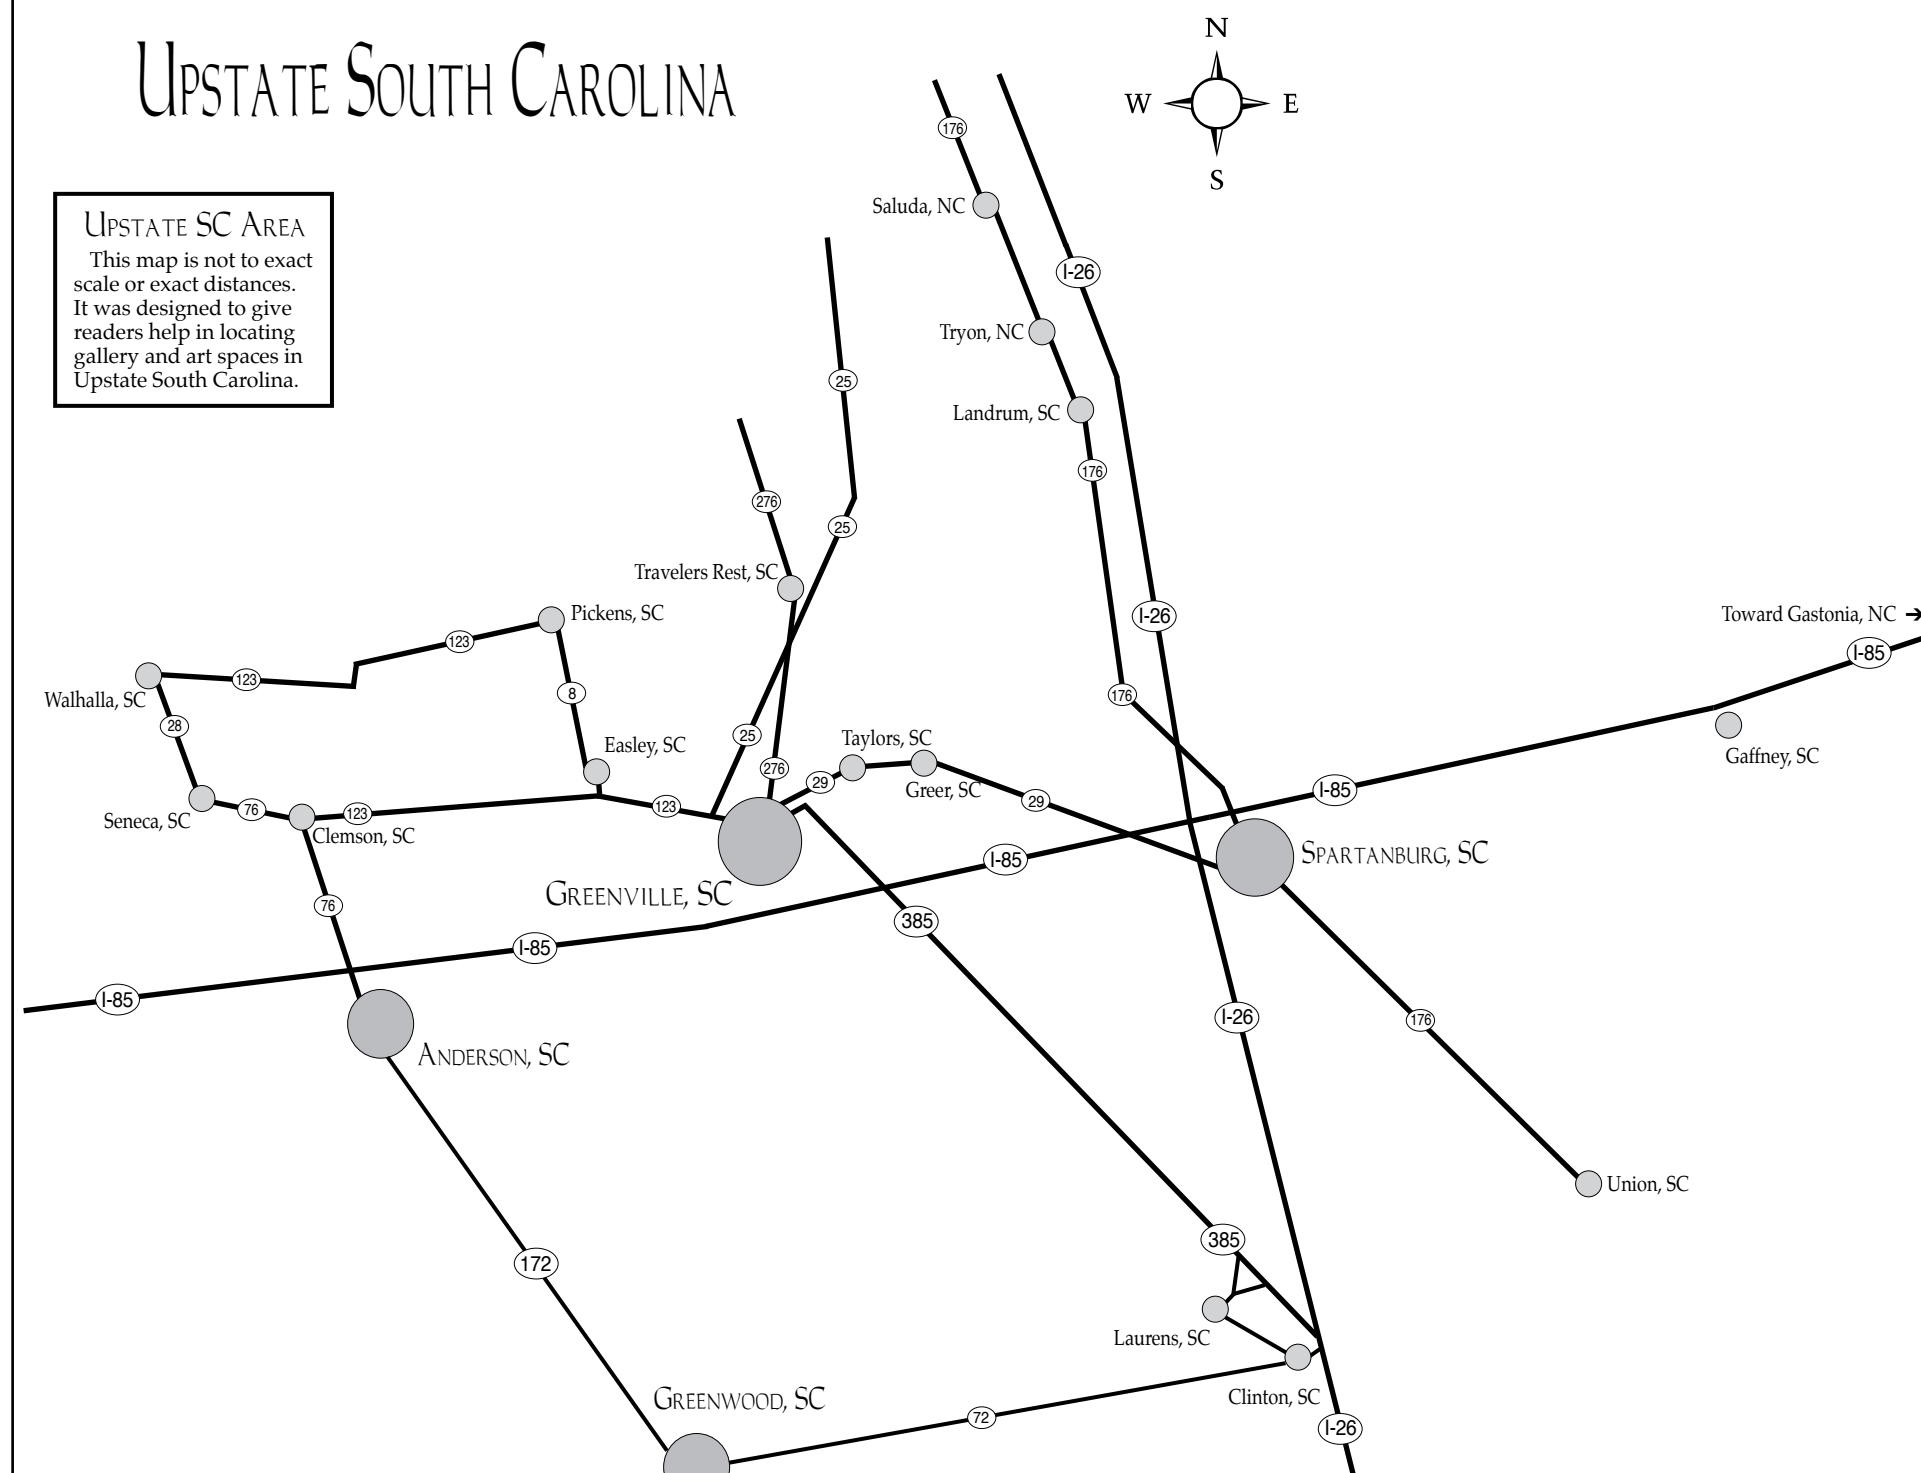 UPSTATE SOUTH CAROLINA
N
W
E
S
UPSTATE SC AREA
This map is not to exact
scale or exact distances.
It was designed to give
readers help in locating
gallery and art spaces in
Upstate South Carolina.
176
Saluda, NC
I-26
Tryon, NC
25
Landrum, SC
176
276
25
Travelers Rest, SC
Pickens, SC
I-26
Toward Gastonia, NC →
123
I-85
123
Walhalla, SC
8
176
28
25
Easley, SC
Taylors, SC
Gaffney, SC
276
29
Greer, SC
I-85
Seneca, SC
76
Clemson, SC
123
123
29
GREENVILLE, SC
I-85
SPARTANBURG, SC
76
385
I-85
I-85
I-26
176
ANDERSON, SC
Union, SC
172
385
Laurens, SC
GREENWOOD, SC
Clinton, SC
72
I-26